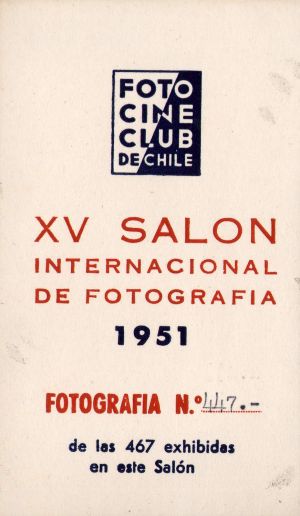 FOTO
CINE
CLUB
DE CHILE
XV SALON
INTERNACIONAL
DE FOTOGRAFIA
1951
FOTOGRAFIA N.º 447.-
de las 467 exhibidas
en este Salón